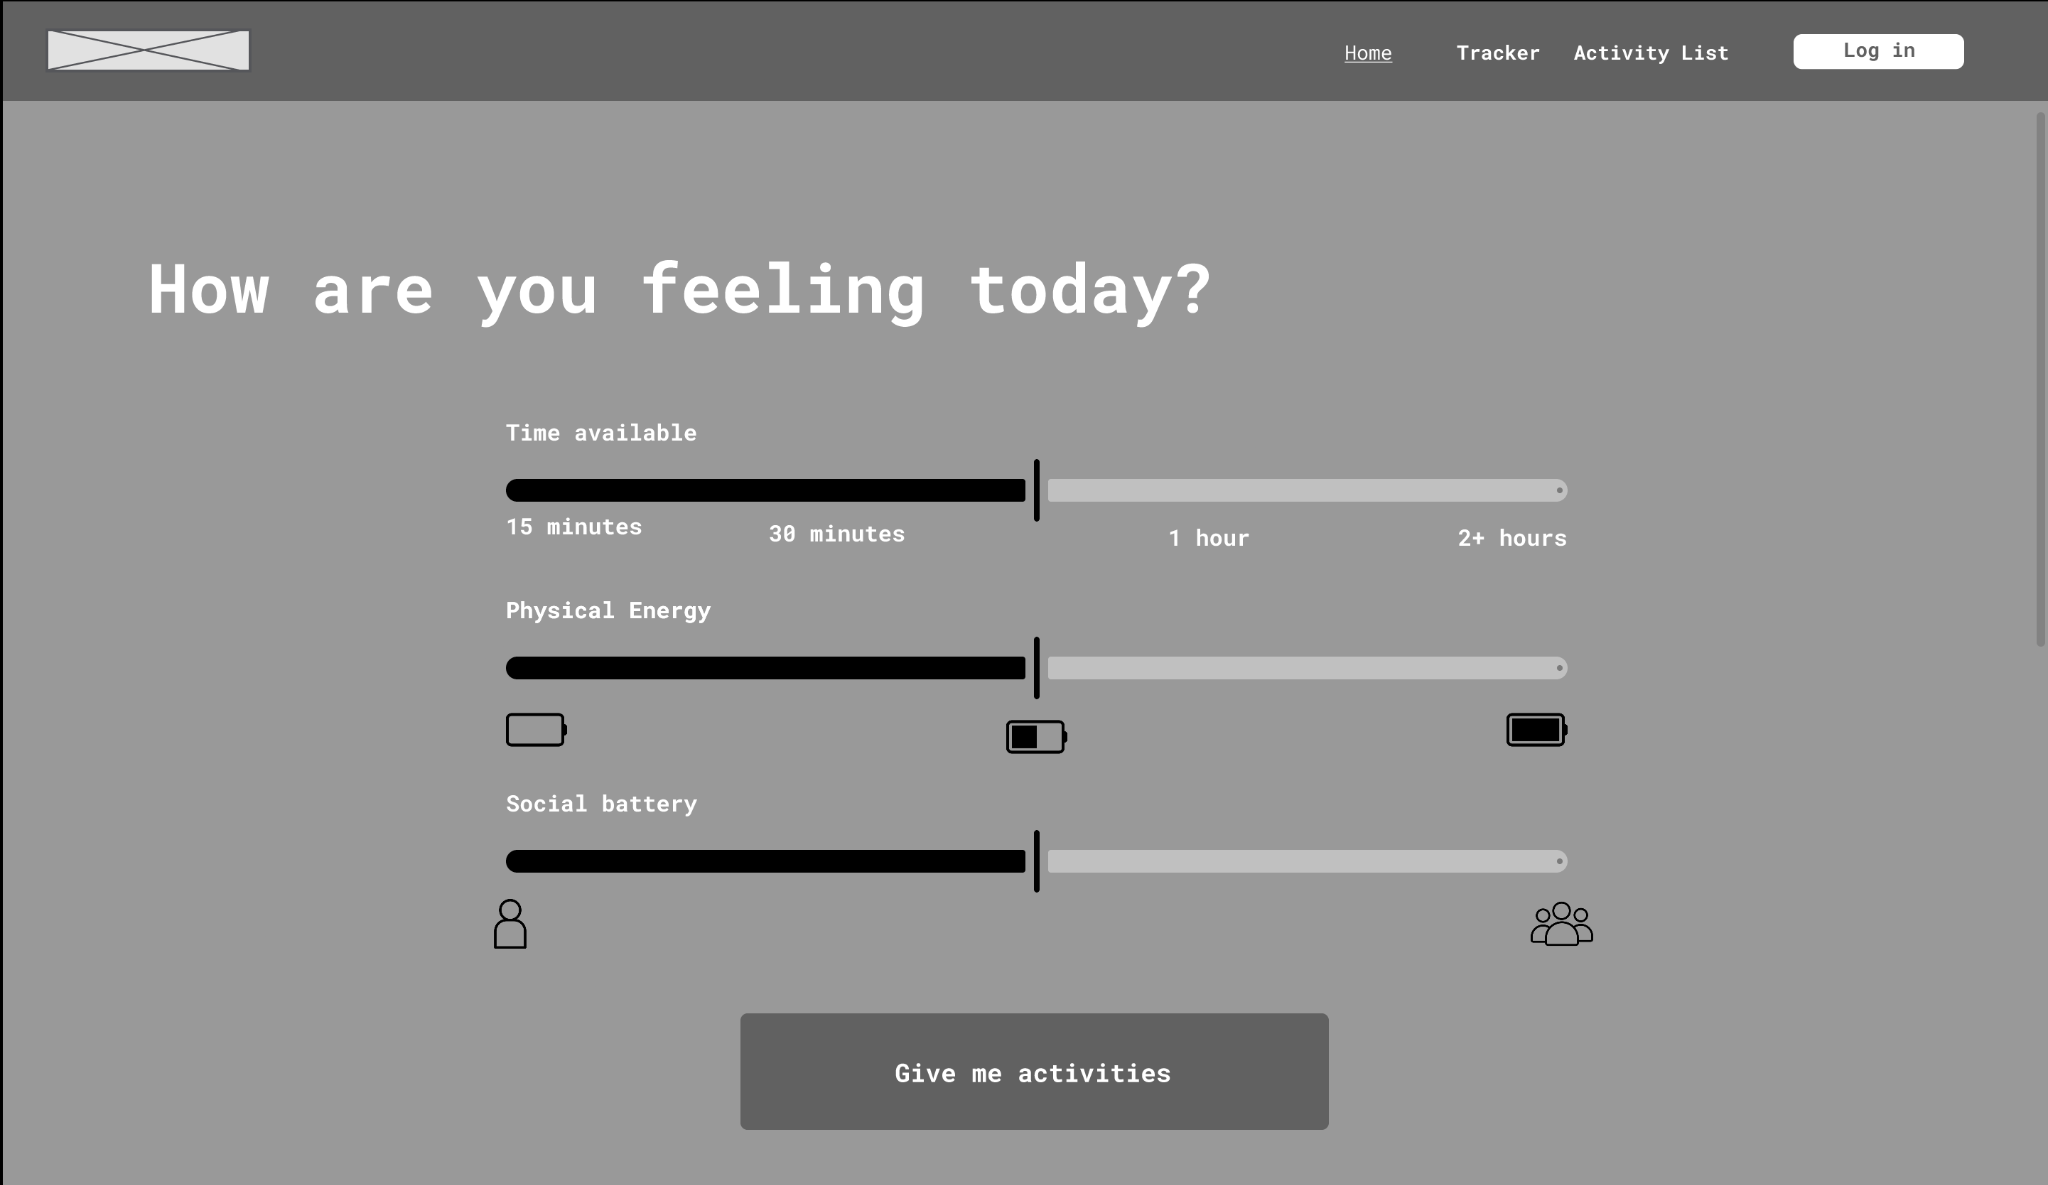 Home Tracker Activity List Log in
How are you feeling today?
Time available
15 minutes 30 minutes 1 hour 2+ hours
Physical Energy
Social battery
Give me activities